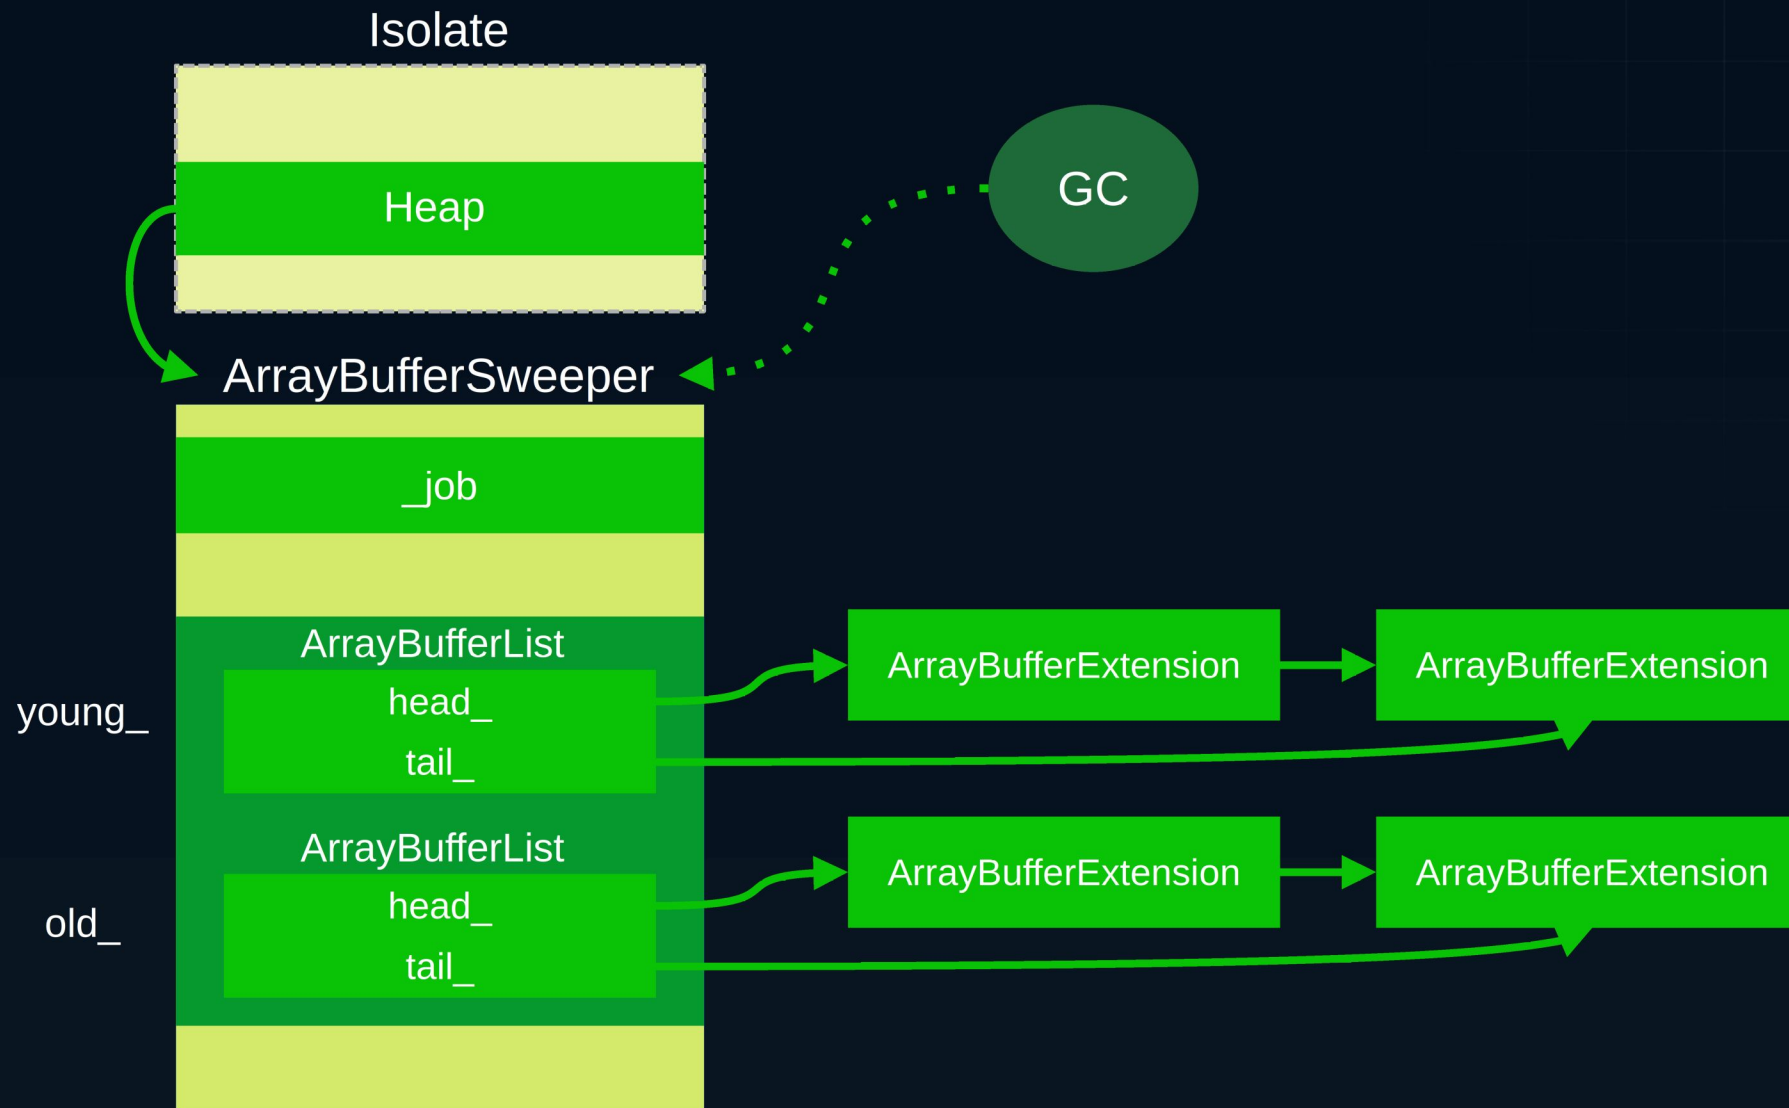 Isolate
Heap
GC
ArrayBufferSweeper
_job
ArrayBufferList
head_
tail_
young_
ArrayBufferExtension
ArrayBufferExtension
ArrayBufferList
head_
tail_
old_
ArrayBufferExtension
ArrayBufferExtension